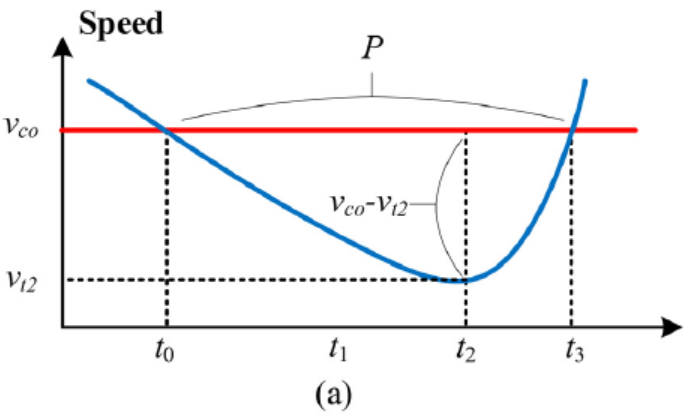 Speed
P
v_co
v_co-v_t2
v_t2
t_0 t_1 t_2 t_3
(a)